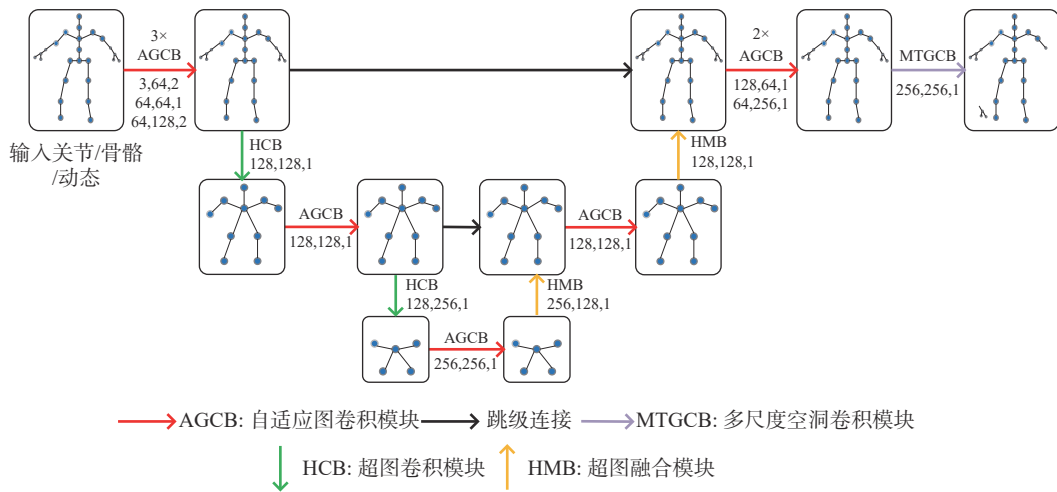 3×
AGCB
3,64,2
64,64,1
64,128,2
输入关节/骨骼
/动态
2×
AGCB
128,64,1
64,256,1
MTGCB
256,256,1
HCB
128,128,1
HMB
128,128,1
AGCB
128,128,1
AGCB
128,128,1
HCB
128,256,1
HMB
256,128,1
AGCB
256,256,1
AGCB: 自适应图卷积模块
跳级连接
MTGCB: 多尺度空洞卷积模块
HCB: 超图卷积模块
HMB: 超图融合模块